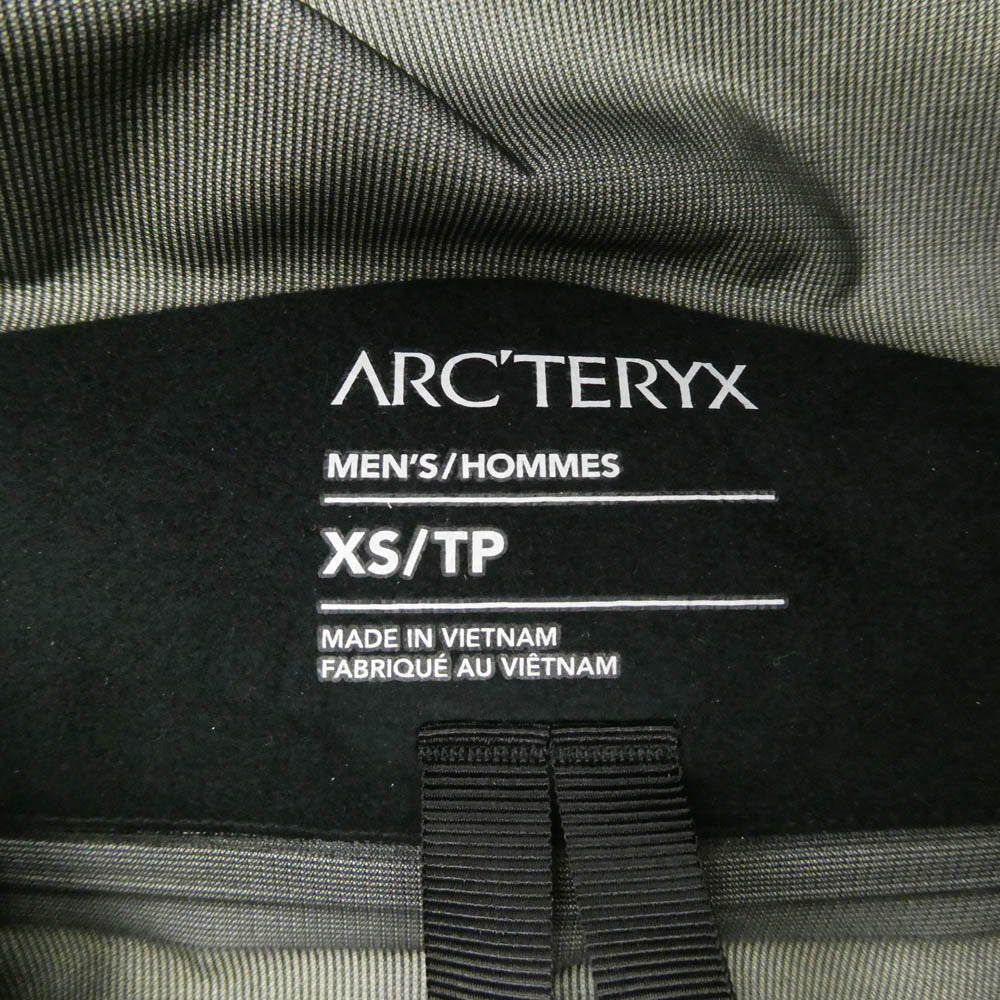 ARC'TERYX
MEN'S/HOMMES
XS/TP
MADE IN VIETNAM
FABRIQUÉ AU VIÊTNAM